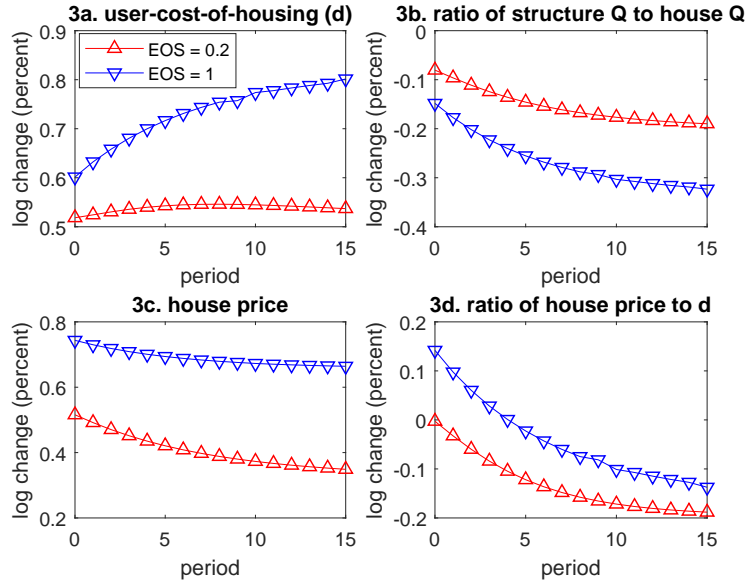 3a. user-cost-of-housing (d)
log change (percent)
0.9
0.8
0.7
0.6
0.5
EOS = 0.2
EOS = 1
0 5 10 15
period
3b. ratio of structure Q to house Q
log change (percent)
0
-0.1
-0.2
-0.3
-0.4
0 5 10 15
period
3c. house price
log change (percent)
0.8
0.6
0.4
0.2
0 5 10 15
period
3d. ratio of house price to d
log change (percent)
0.2
0.1
0
-0.1
-0.2
0 5 10 15
period